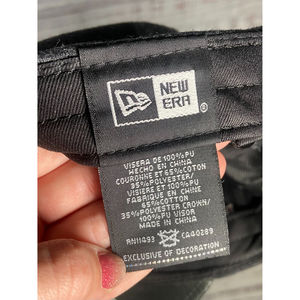 NEW
ERA
®
VISERA DE 100% PU
HECHO EN CHINA
COURONNE ET 65% COTON
35% POLYESTER/
VISIERE ET 100% PU
FABRIQUE EN CHINE
65% COTTON
35% POLYESTER CROWN/
100% PU VISOR
MADE IN CHINA
RN11493 CA40289
EXCLUSIVE OF DECORATION